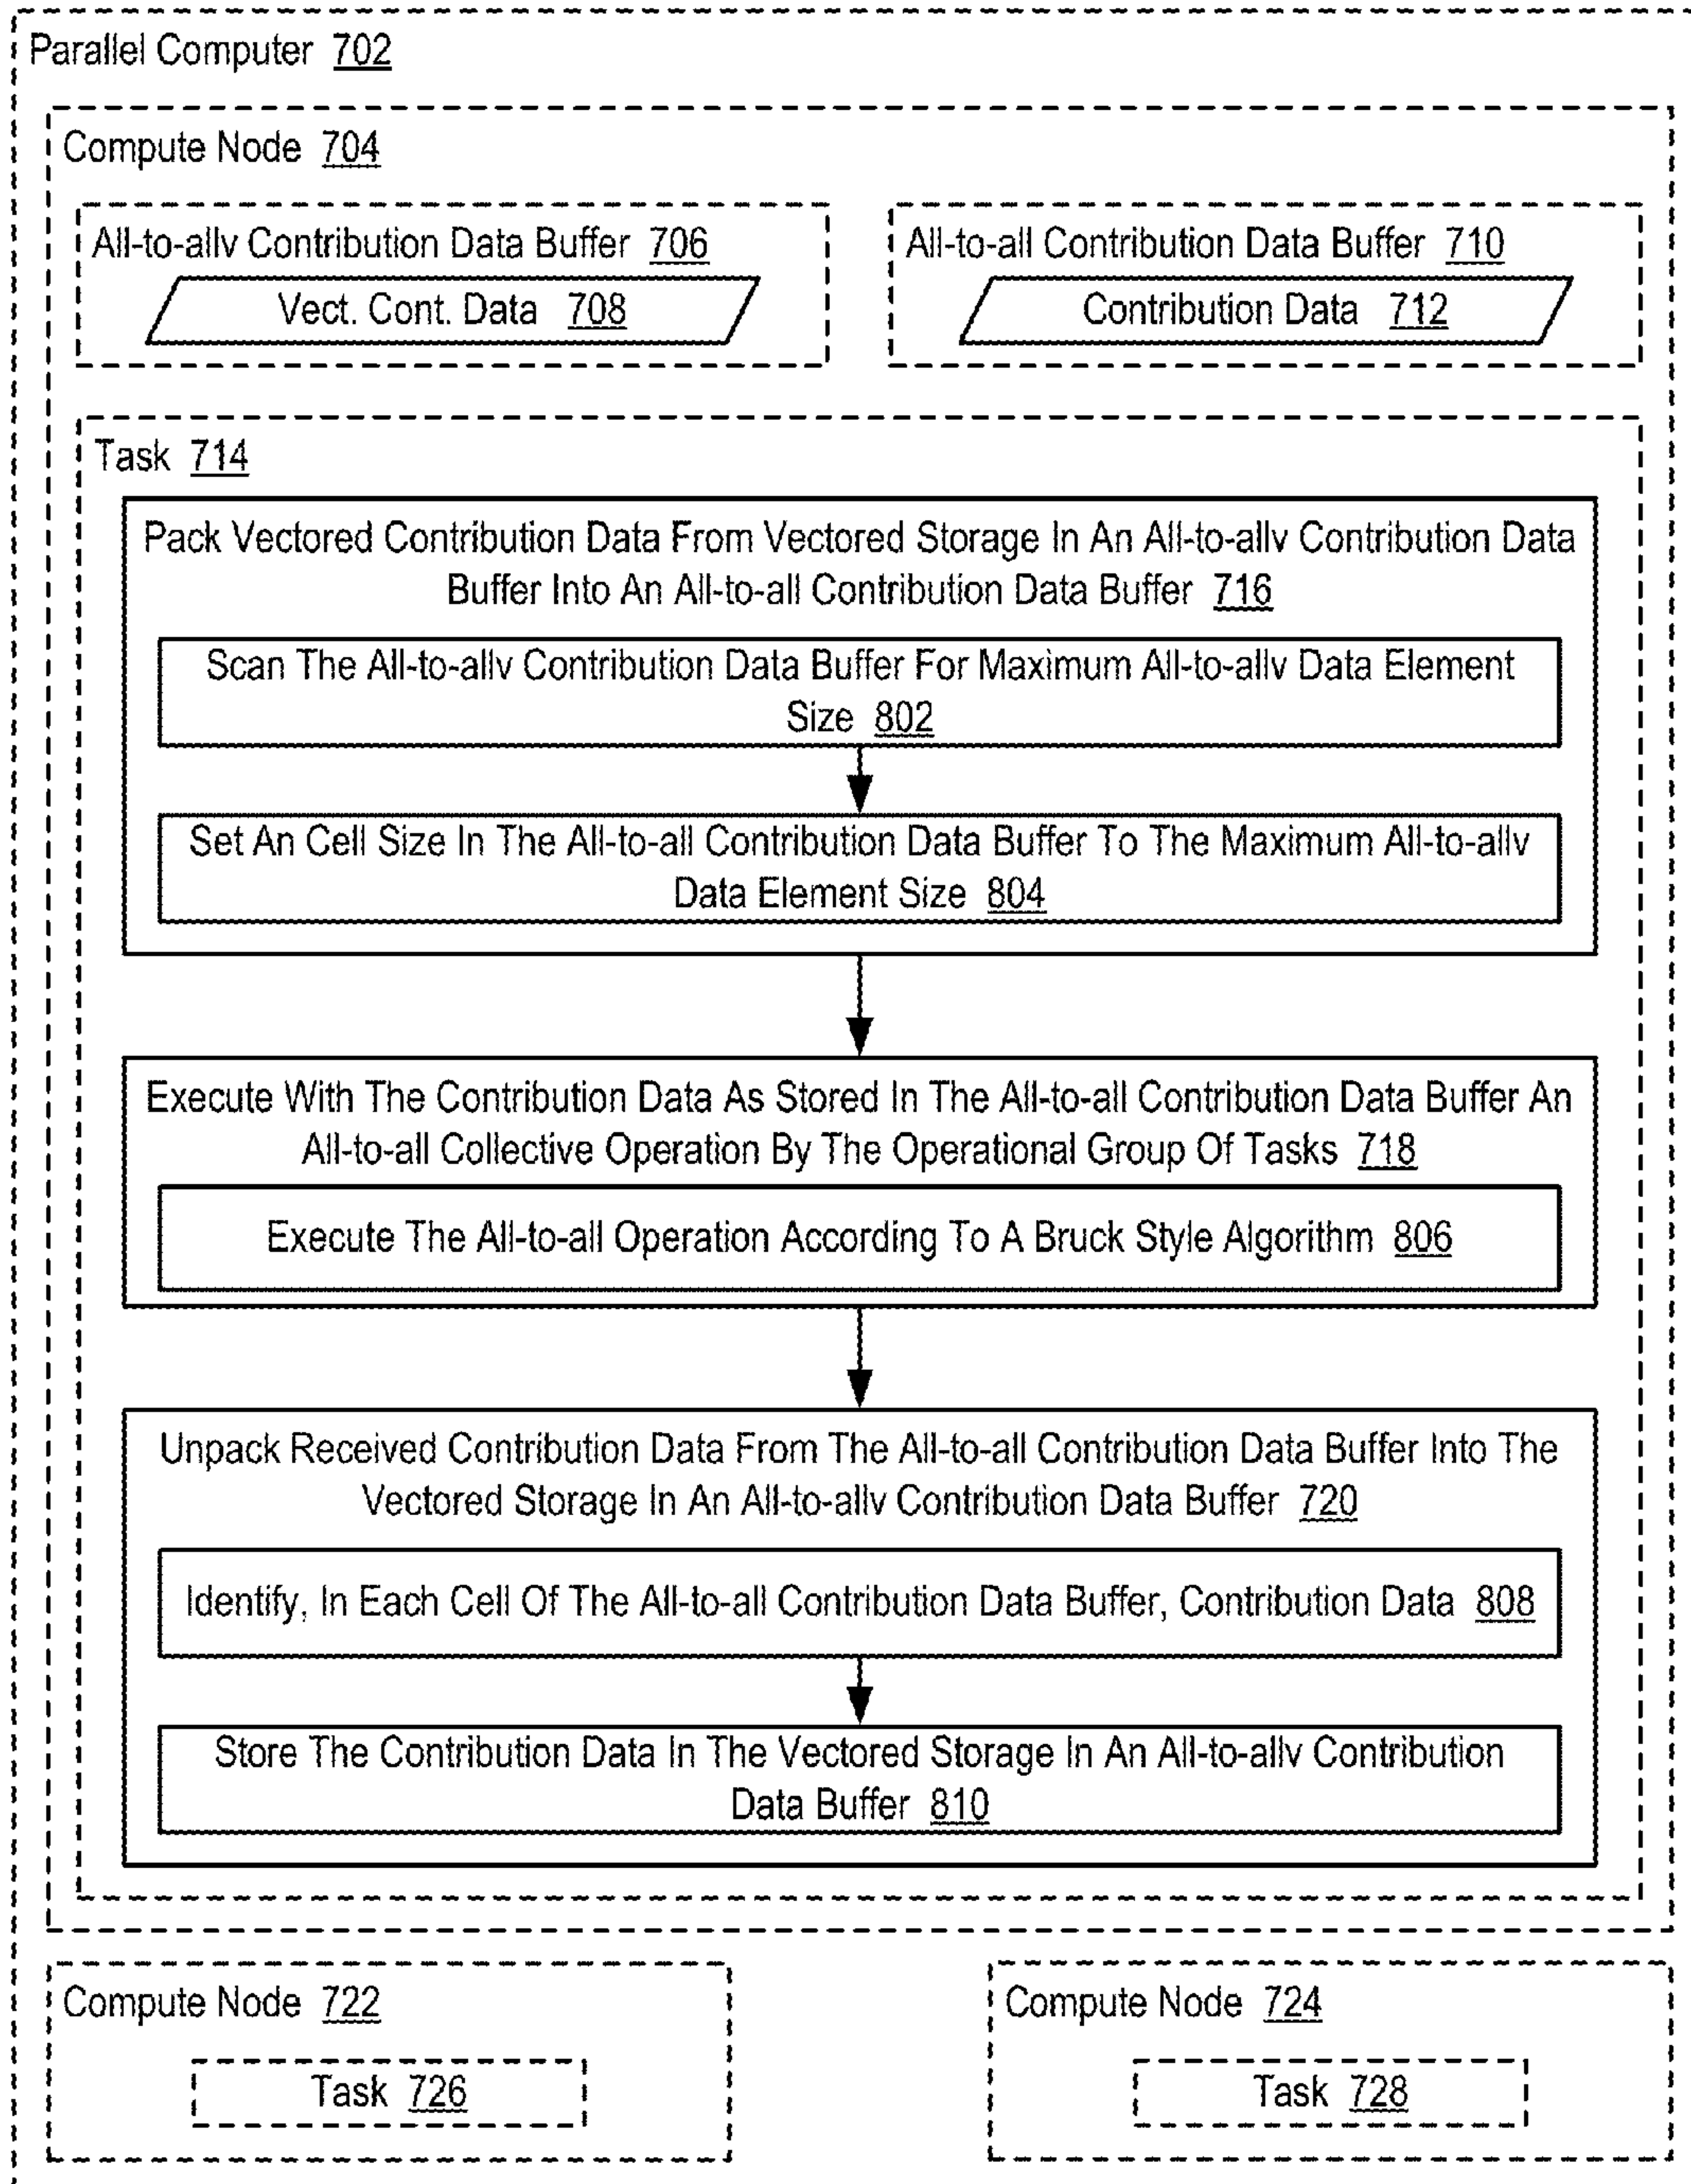 Parallel Computer 702
Compute Node 704
All-to-allv Contribution Data Buffer 706
Vect. Cont. Data 708
All-to-all Contribution Data Buffer 710
Contribution Data 712
Task 714
Pack Vectored Contribution Data From Vectored Storage In An All-to-allv Contribution Data
Buffer Into An All-to-all Contribution Data Buffer 716
Scan The All-to-allv Contribution Data Buffer For Maximum All-to-allv Data Element
Size 802
Set An Cell Size In The All-to-all Contribution Data Buffer To The Maximum All-to-allv
Data Element Size 804
Execute With The Contribution Data As Stored In The All-to-all Contribution Data Buffer An
All-to-all Collective Operation By The Operational Group Of Tasks 718
Execute The All-to-all Operation According To A Bruck Style Algorithm 806
Unpack Received Contribution Data From The All-to-all Contribution Data Buffer Into The
Vectored Storage In An All-to-allv Contribution Data Buffer 720
Identify, In Each Cell Of The All-to-all Contribution Data Buffer, Contribution Data 808
Store The Contribution Data In The Vectored Storage In An All-to-allv Contribution
Data Buffer 810
Compute Node 722
Task 726
Compute Node 724
Task 728